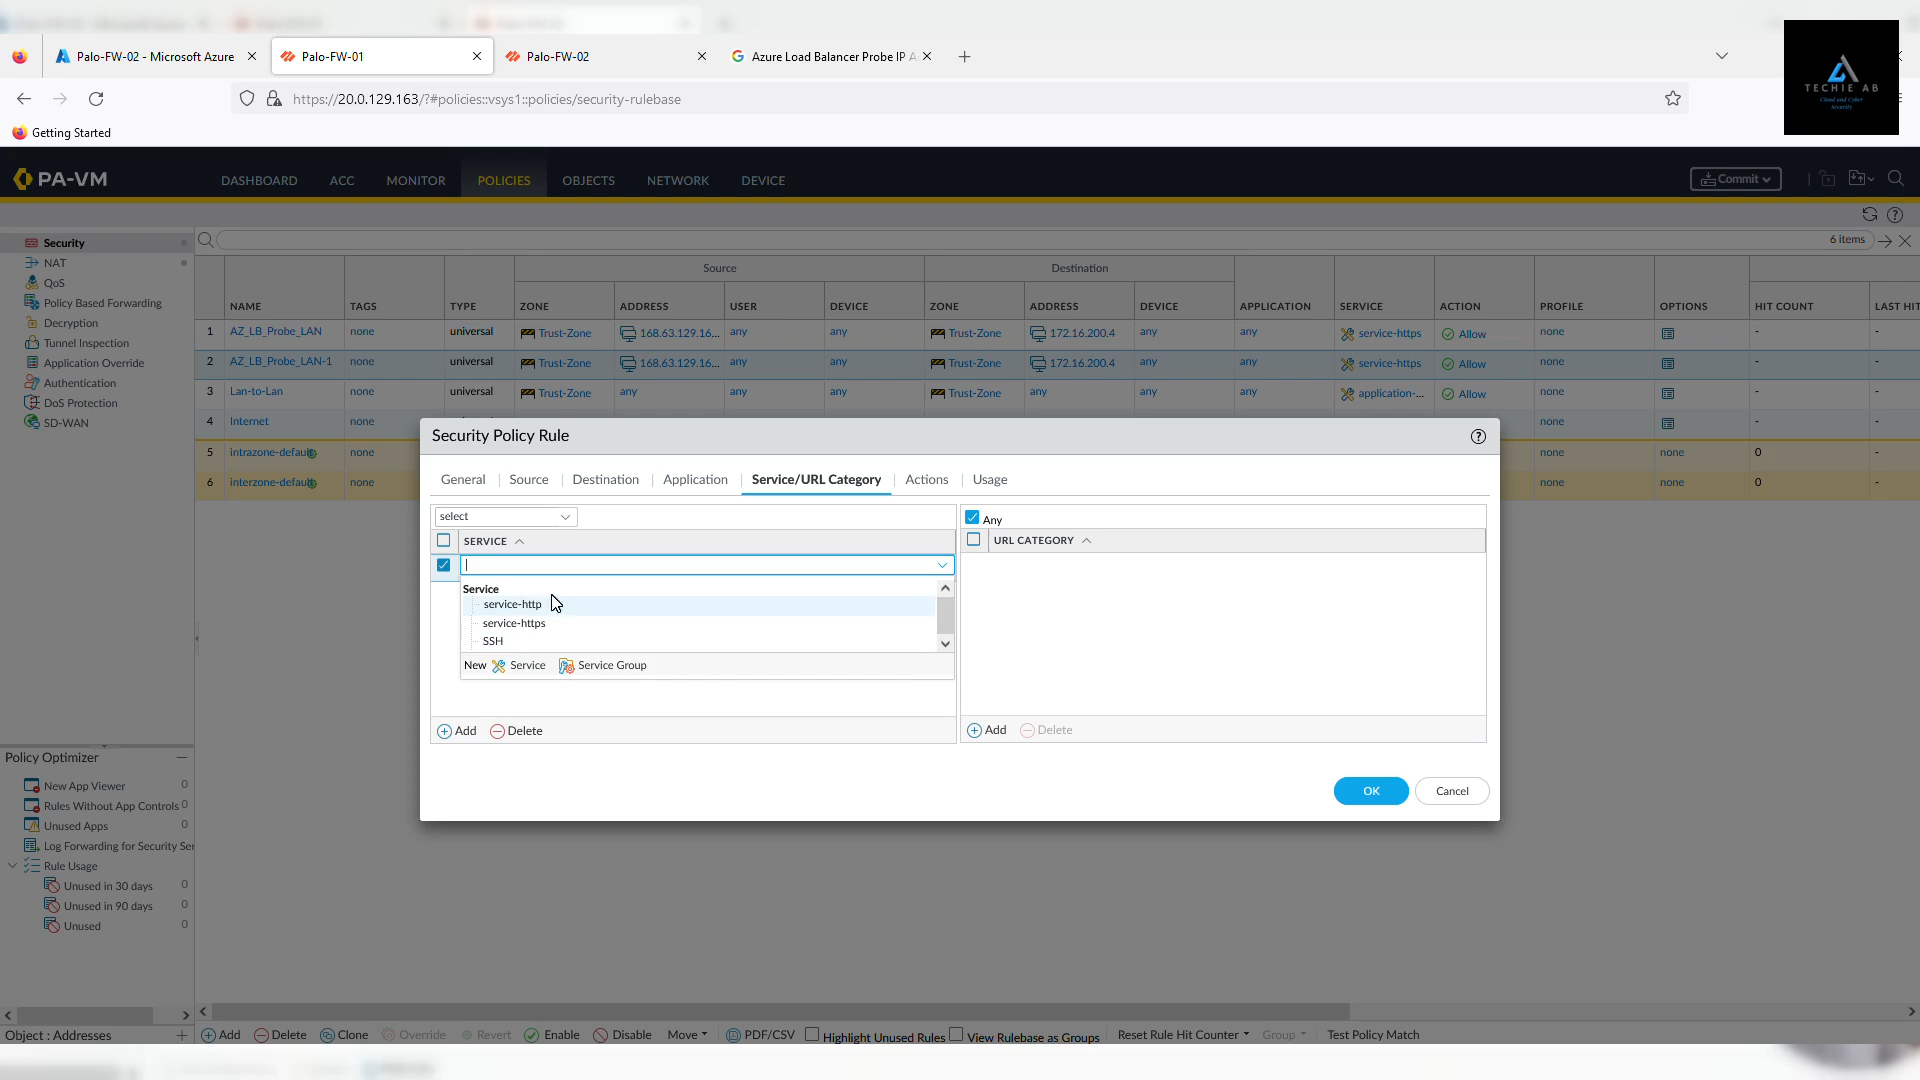 Palo-FW-02 - Microsoft Azure
Palo-FW-01
Palo-FW-02
Azure Load Balancer Probe IP A
https://20.0.129.163/?#policies::vsys1::policies/security-rulebase
Getting Started
TECHIE AB
Cloud and Cyber
Security
PA-VM
DASHBOARD ACC MONITOR POLICIES OBJECTS NETWORK DEVICE
Commit
Security
NAT
QoS
Policy Based Forwarding
Decryption
Tunnel Inspection
Application Override
Authentication
DoS Protection
SD-WAN
6 items
Source Destination
NAME TAGS TYPE ZONE ADDRESS USER DEVICE ZONE ADDRESS DEVICE APPLICATION SERVICE ACTION PROFILE OPTIONS HIT COUNT LAST HIT
1 AZ_LB_Probe_LAN none universal Trust-Zone 168.63.129.16... any any Trust-Zone 172.16.200.4 any any service-https Allow none - -
2 AZ_LB_Probe_LAN-1 none universal Trust-Zone 168.63.129.16... any any Trust-Zone 172.16.200.4 any any service-https Allow none - -
3 Lan-to-Lan none universal Trust-Zone any any any Trust-Zone any any any application-... Allow none - -
4 Internet none none - -
5 intrazone-default none none none 0 -
6 interzone-default none none none 0 -
Security Policy Rule
General Source Destination Application Service/URL Category Actions Usage
select
SERVICE
Service
service-http
service-https
SSH
New Service Service Group
Add Delete
Any
URL CATEGORY
Add Delete
OK Cancel
Policy Optimizer
New App Viewer 0
Rules Without App Controls 0
Unused Apps 0
Log Forwarding for Security Ser
Rule Usage
Unused in 30 days 0
Unused in 90 days 0
Unused 0
Object : Addresses
Add Delete Clone Override Revert Enable Disable Move PDF/CSV Highlight Unused Rules View Rulebase as Groups Reset Rule Hit Counter Group Test Policy Match